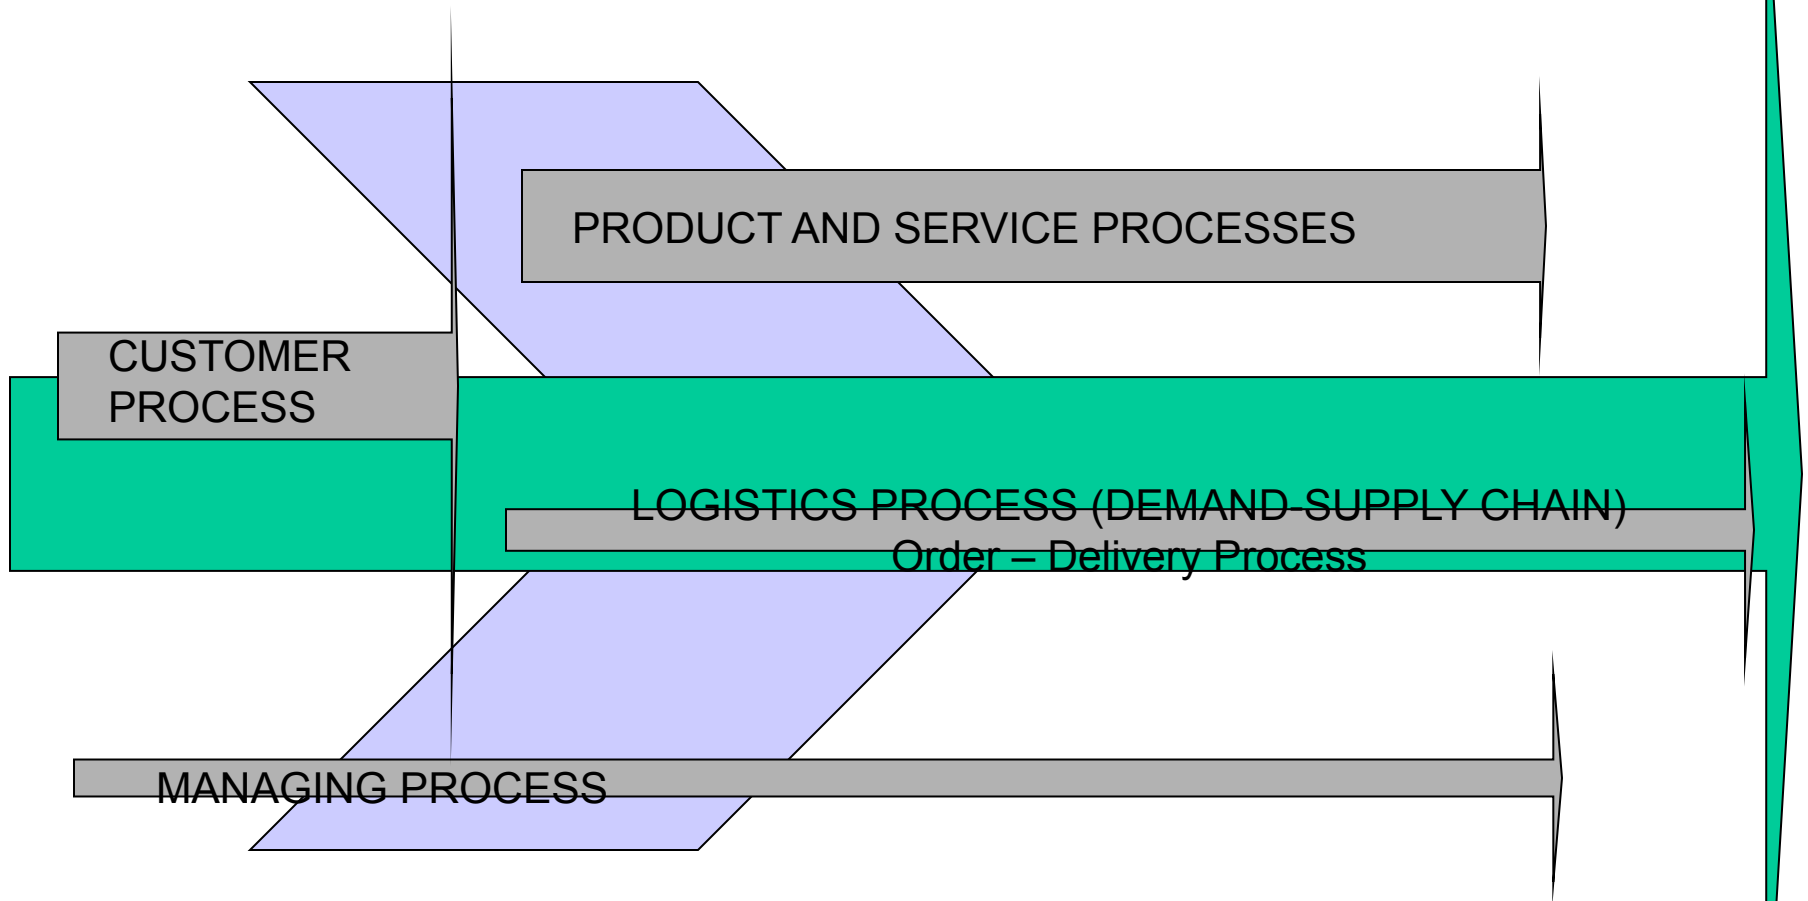 PRODUCT AND SERVICE PROCESSES
CUSTOMER
PROCESS
LOGISTICS PROCESS (DEMAND-SUPPLY CHAIN)
Order – Delivery Process
MANAGING PROCESS